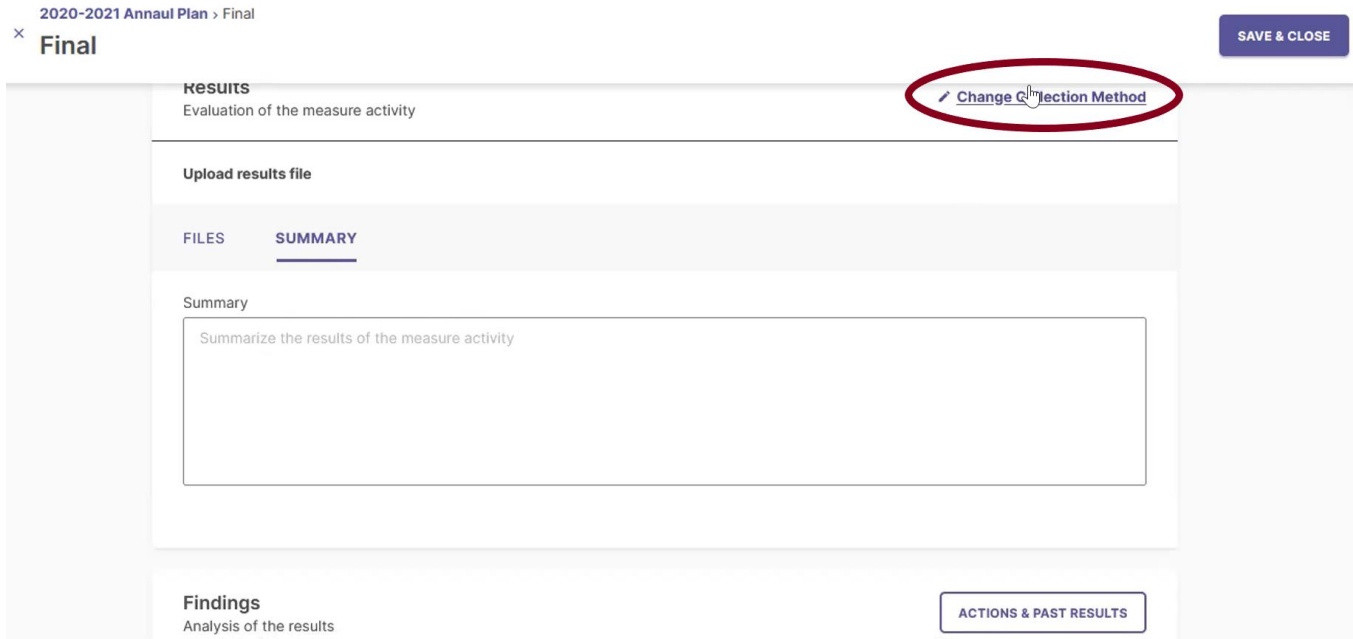 2020-2021 Annaul Plan › Final
× Final
SAVE & CLOSE
Results
Evaluation of the measure activity
Change Collection Method
Upload results file
FILES SUMMARY
Summary
Summarize the results of the measure activity
Findings
Analysis of the results
ACTIONS & PAST RESULTS